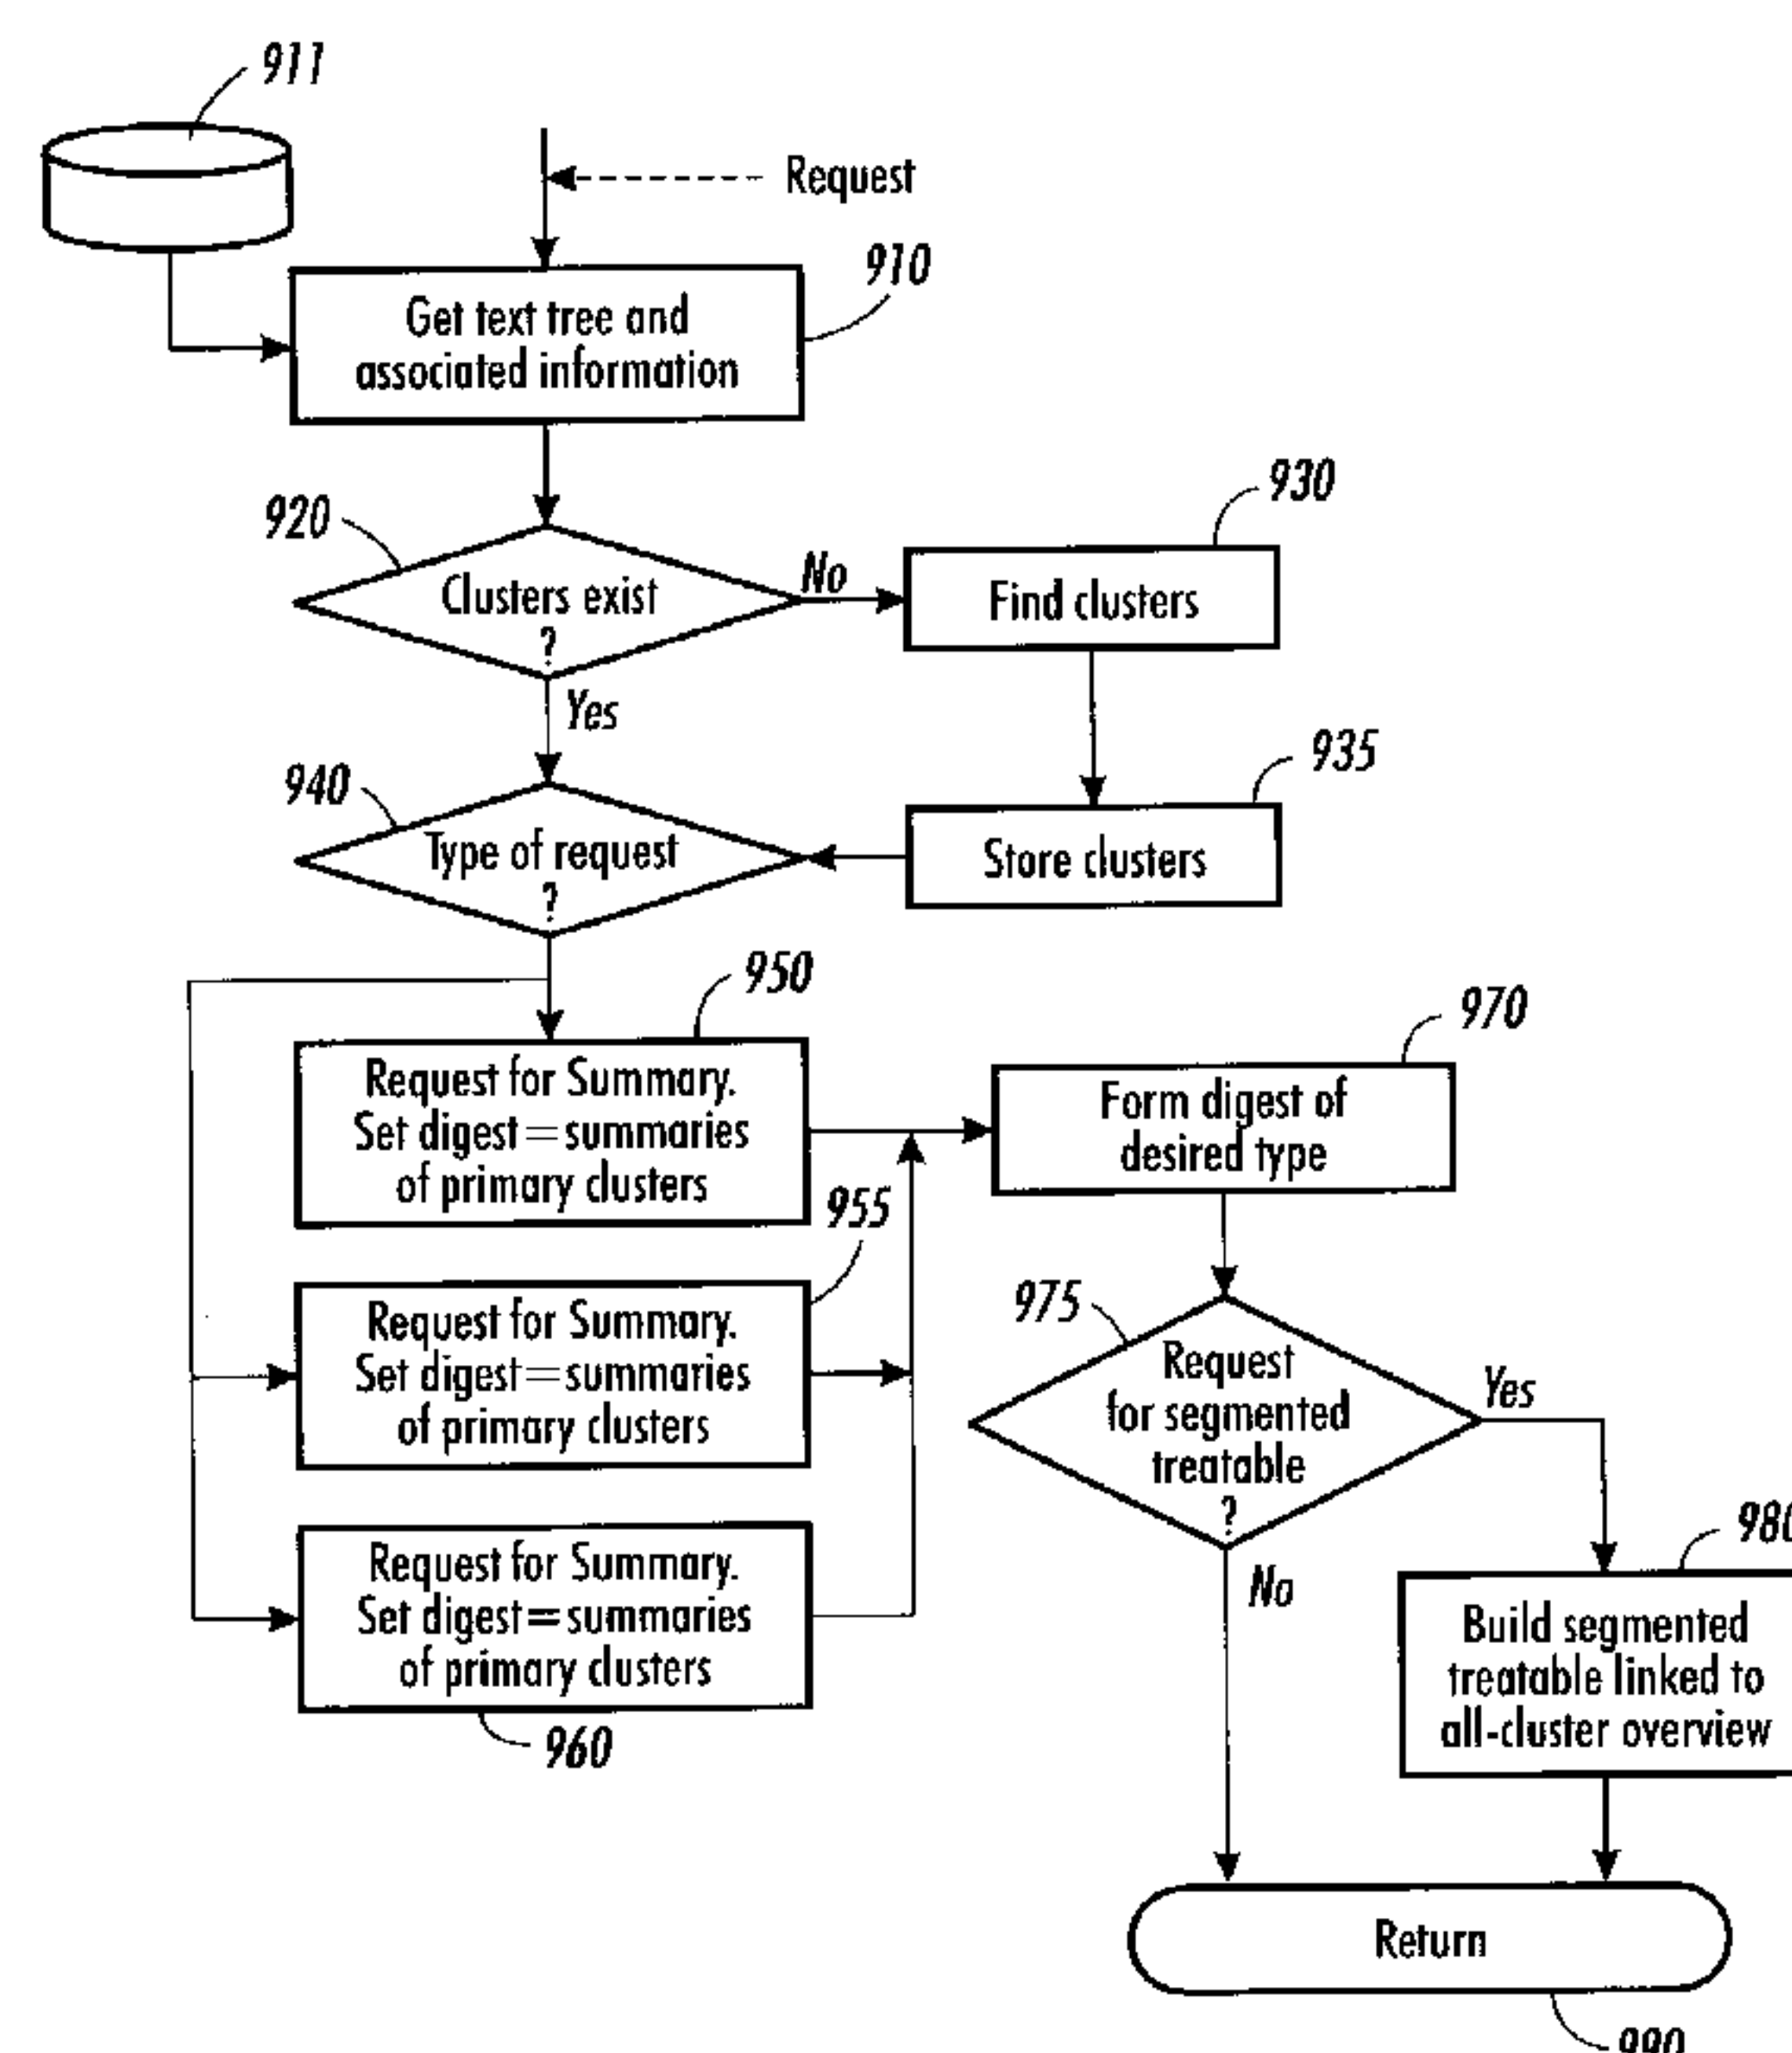 911
Request
910
Get text tree and
associated information
920
Clusters exist
?
No
930
Find clusters
Yes
935
Store clusters
940
Type of request
?
950
Request for Summary.
Set digest=summaries
of primary clusters
955
Request for Summary.
Set digest=summaries
of primary clusters
Request for Summary.
Set digest=summaries
of primary clusters
960
970
Form digest of
desired type
975
Request
for segmented
treatable
?
Yes
No
980
Build segmented
treatable linked to
all-cluster overview
Return